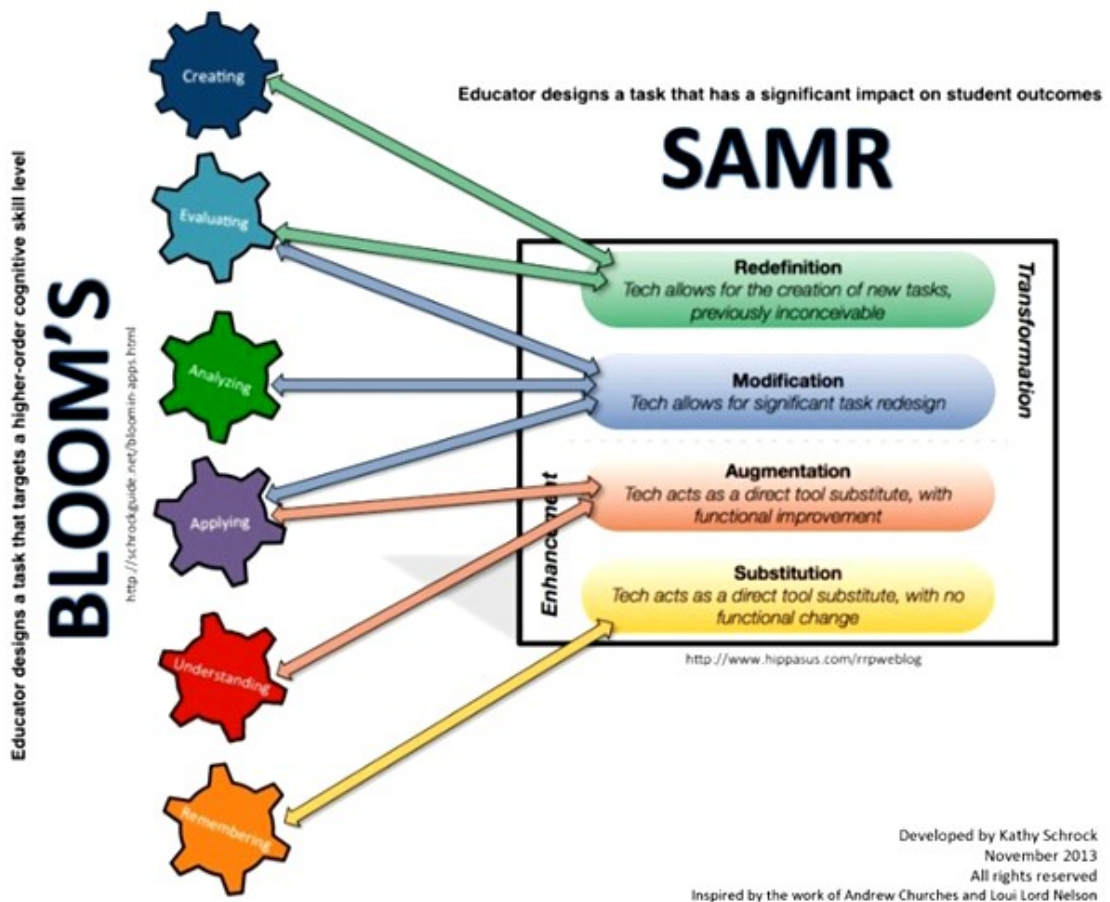 Educator designs a task that targets a higher-order cognitive skill level
BLOOM'S
http://schrockguide.net/bloomin-apps.html
Creating
Evaluating
Analyzing
Applying
Understanding
Remembering
Educator designs a task that has a significant impact on student outcomes
SAMR
Transformation
Redefinition
Tech allows for the creation of new tasks,
previously inconceivable
Modification
Tech allows for significant task redesign
Enhancement
Augmentation
Tech acts as a direct tool substitute, with
functional improvement
Substitution
Tech acts as a direct tool substitute, with no
functional change
http://www.hippasus.com/rrpweblog
Developed by Kathy Schrock
November 2013
All rights reserved
Inspired by the work of Andrew Churches and Loui Lord Nelson